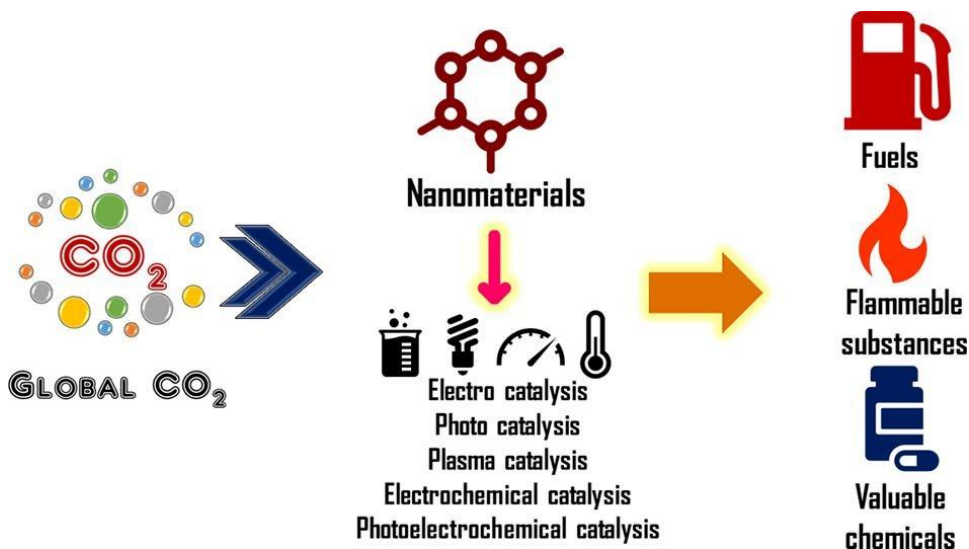 CO2
GLOBAL CO2
Nanomaterials
Electro catalysis
Photo catalysis
Plasma catalysis
Electrochemical catalysis
Photoelectrochemical catalysis
Fuels
Flammable
substances
Valuable
chemicals